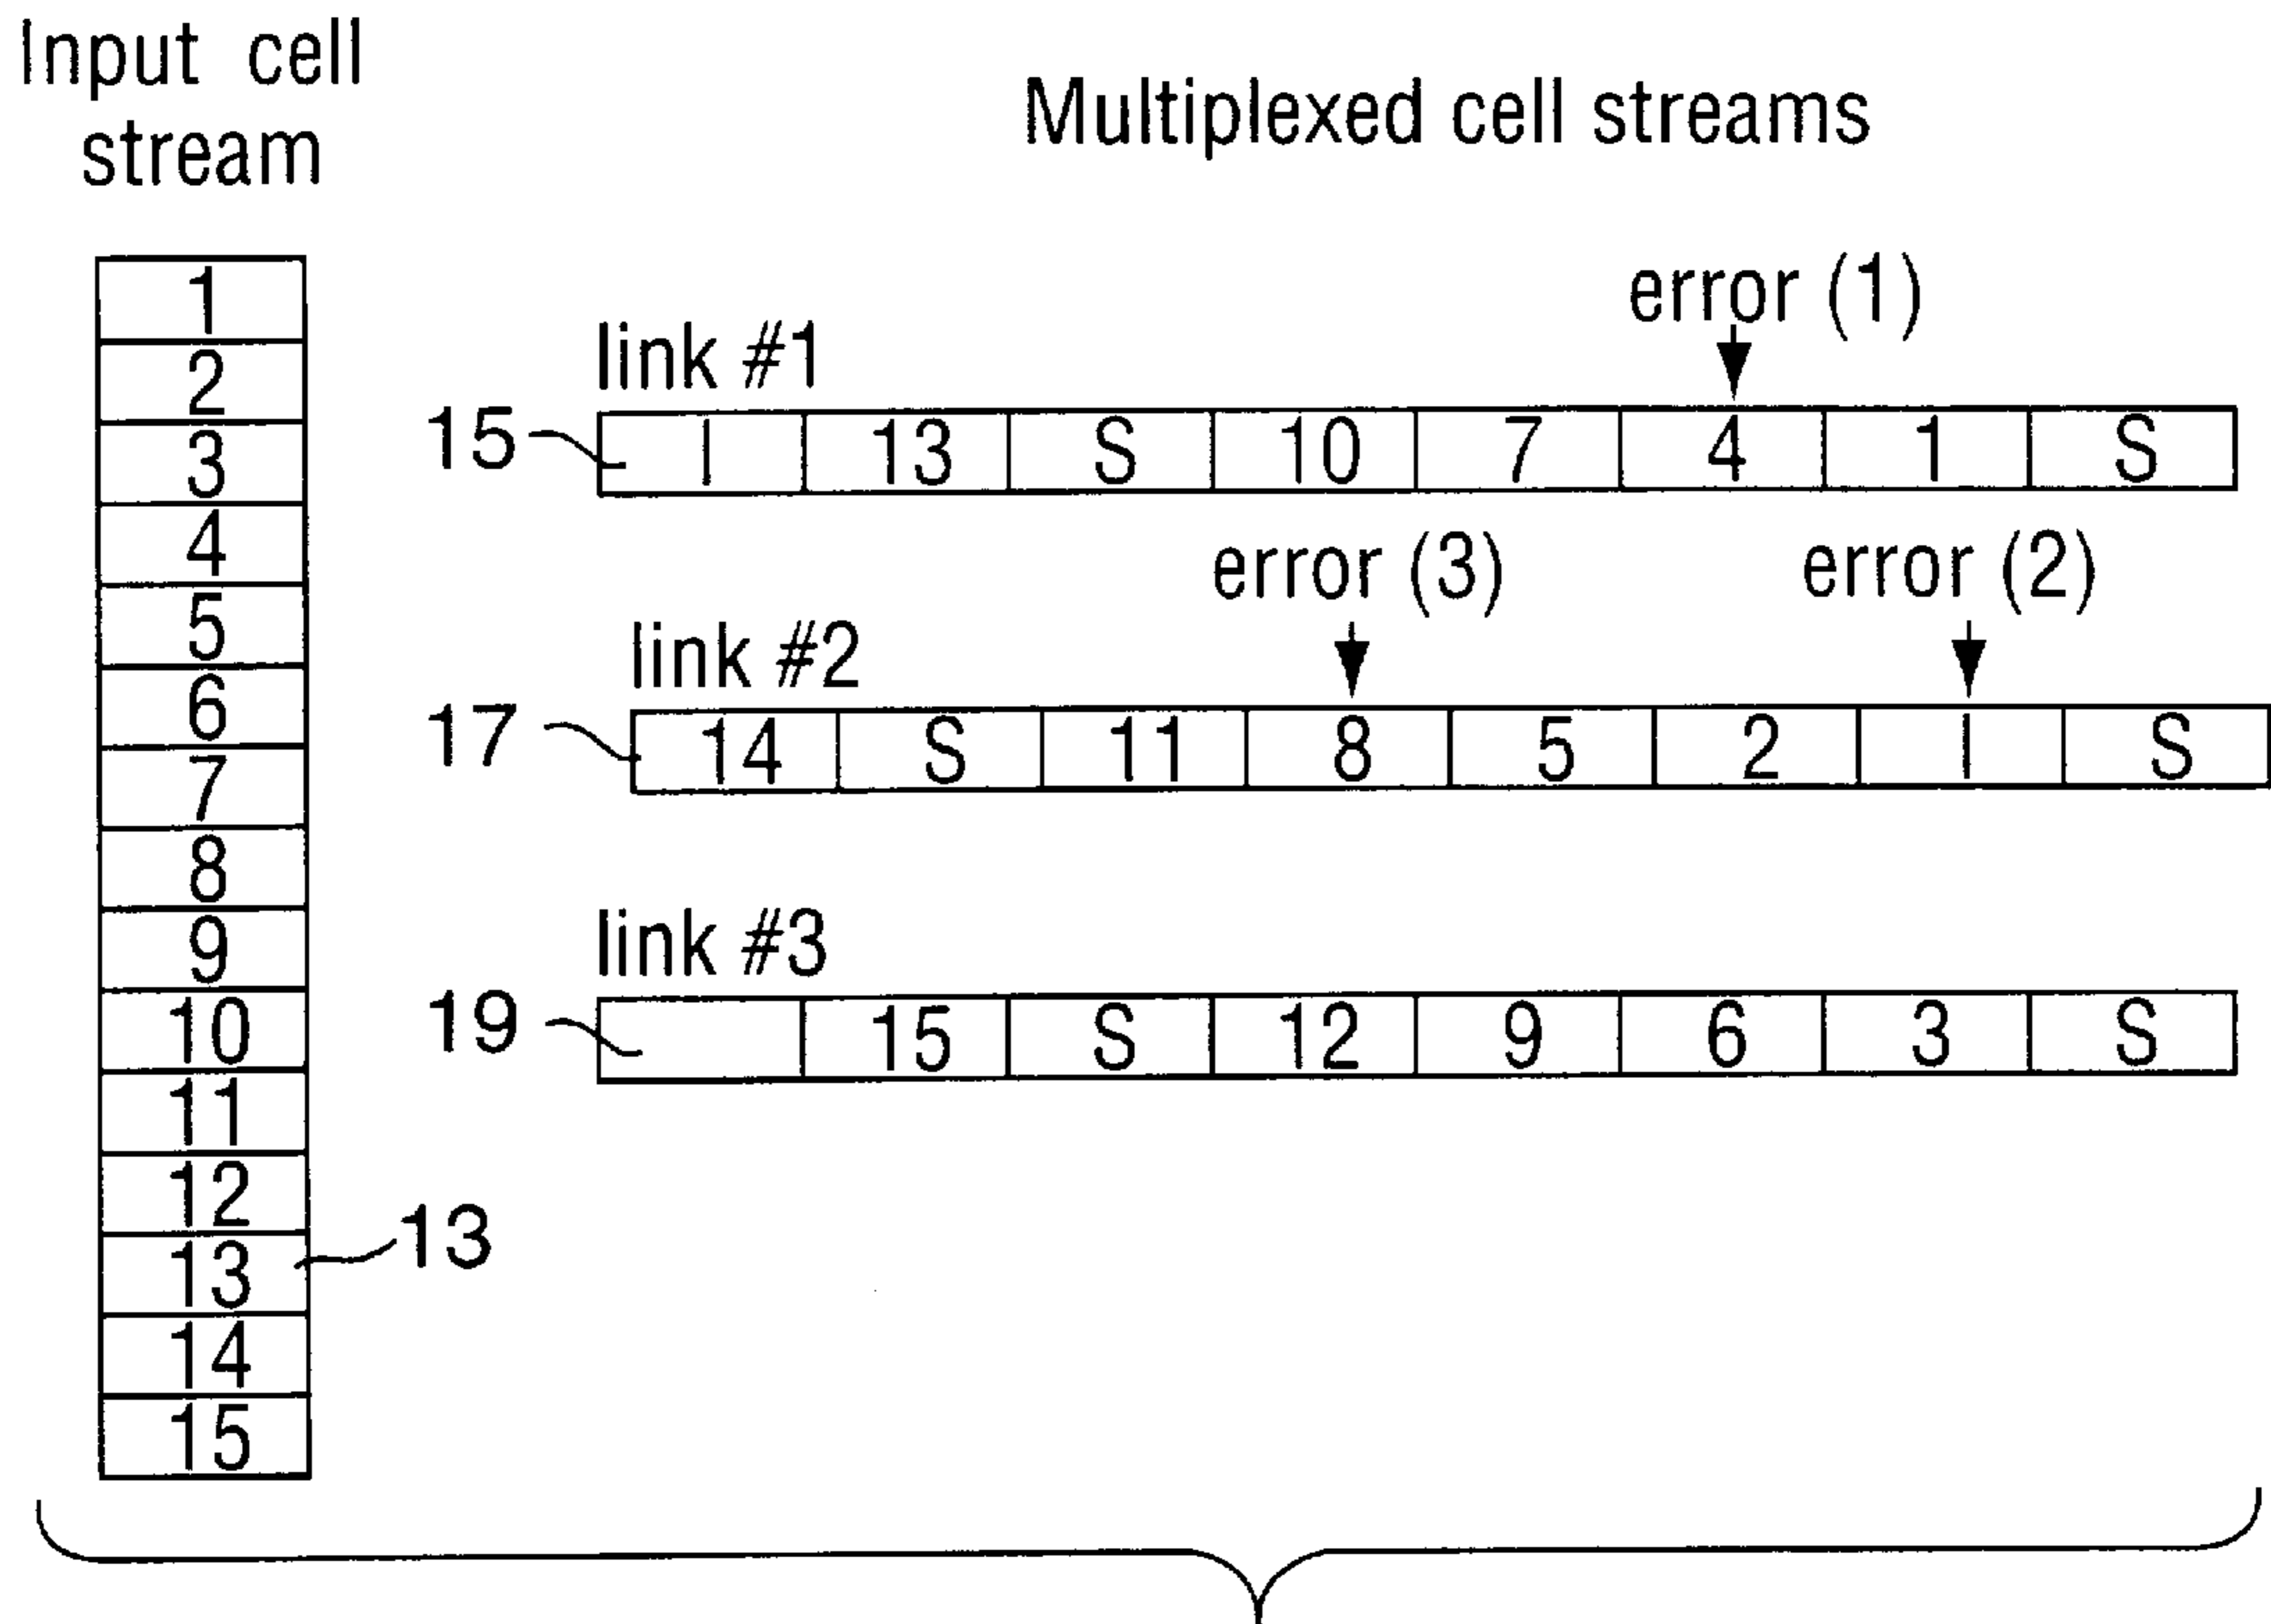 Input cell
stream
Multiplexed cell streams
1
2
3
4
5
6
7
8
9
10
11
12
13
14
15
13
error (1)
link #1
15
I 13 S 10 7 4 1 S
error (3) error (2)
link #2
17
14 S 11 8 5 2 I S
link #3
19
15 S 12 9 6 3 S